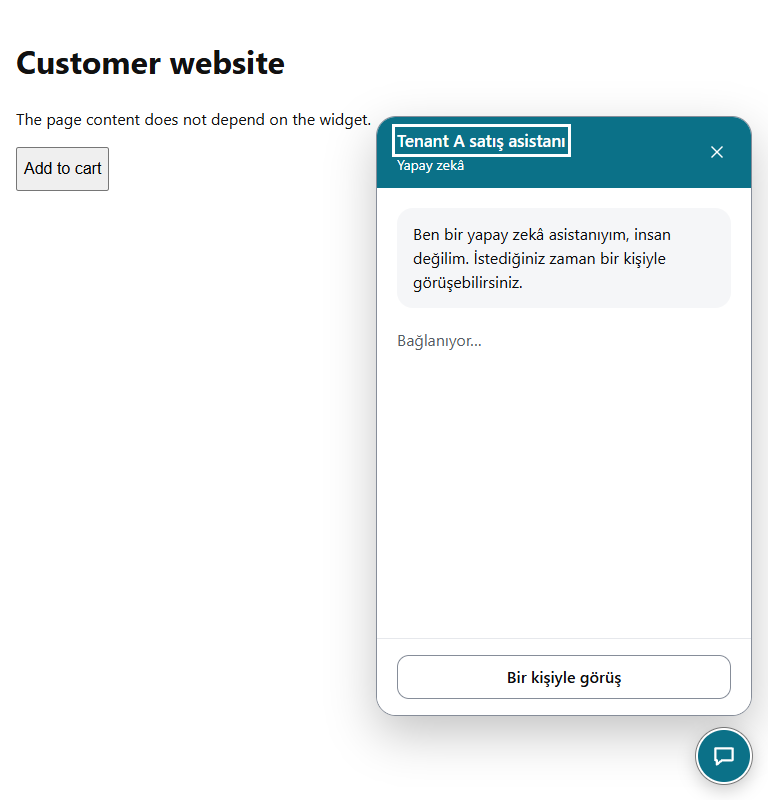 Customer website
The page content does not depend on the widget.
Add to cart
Tenant A satış asistanı
Yapay zekâ
Ben bir yapay zekâ asistanıyım, insan
değilim. İstediğiniz zaman bir kişiyle
görüşebilirsiniz.
Bağlanıyor...
Bir kişiyle görüş